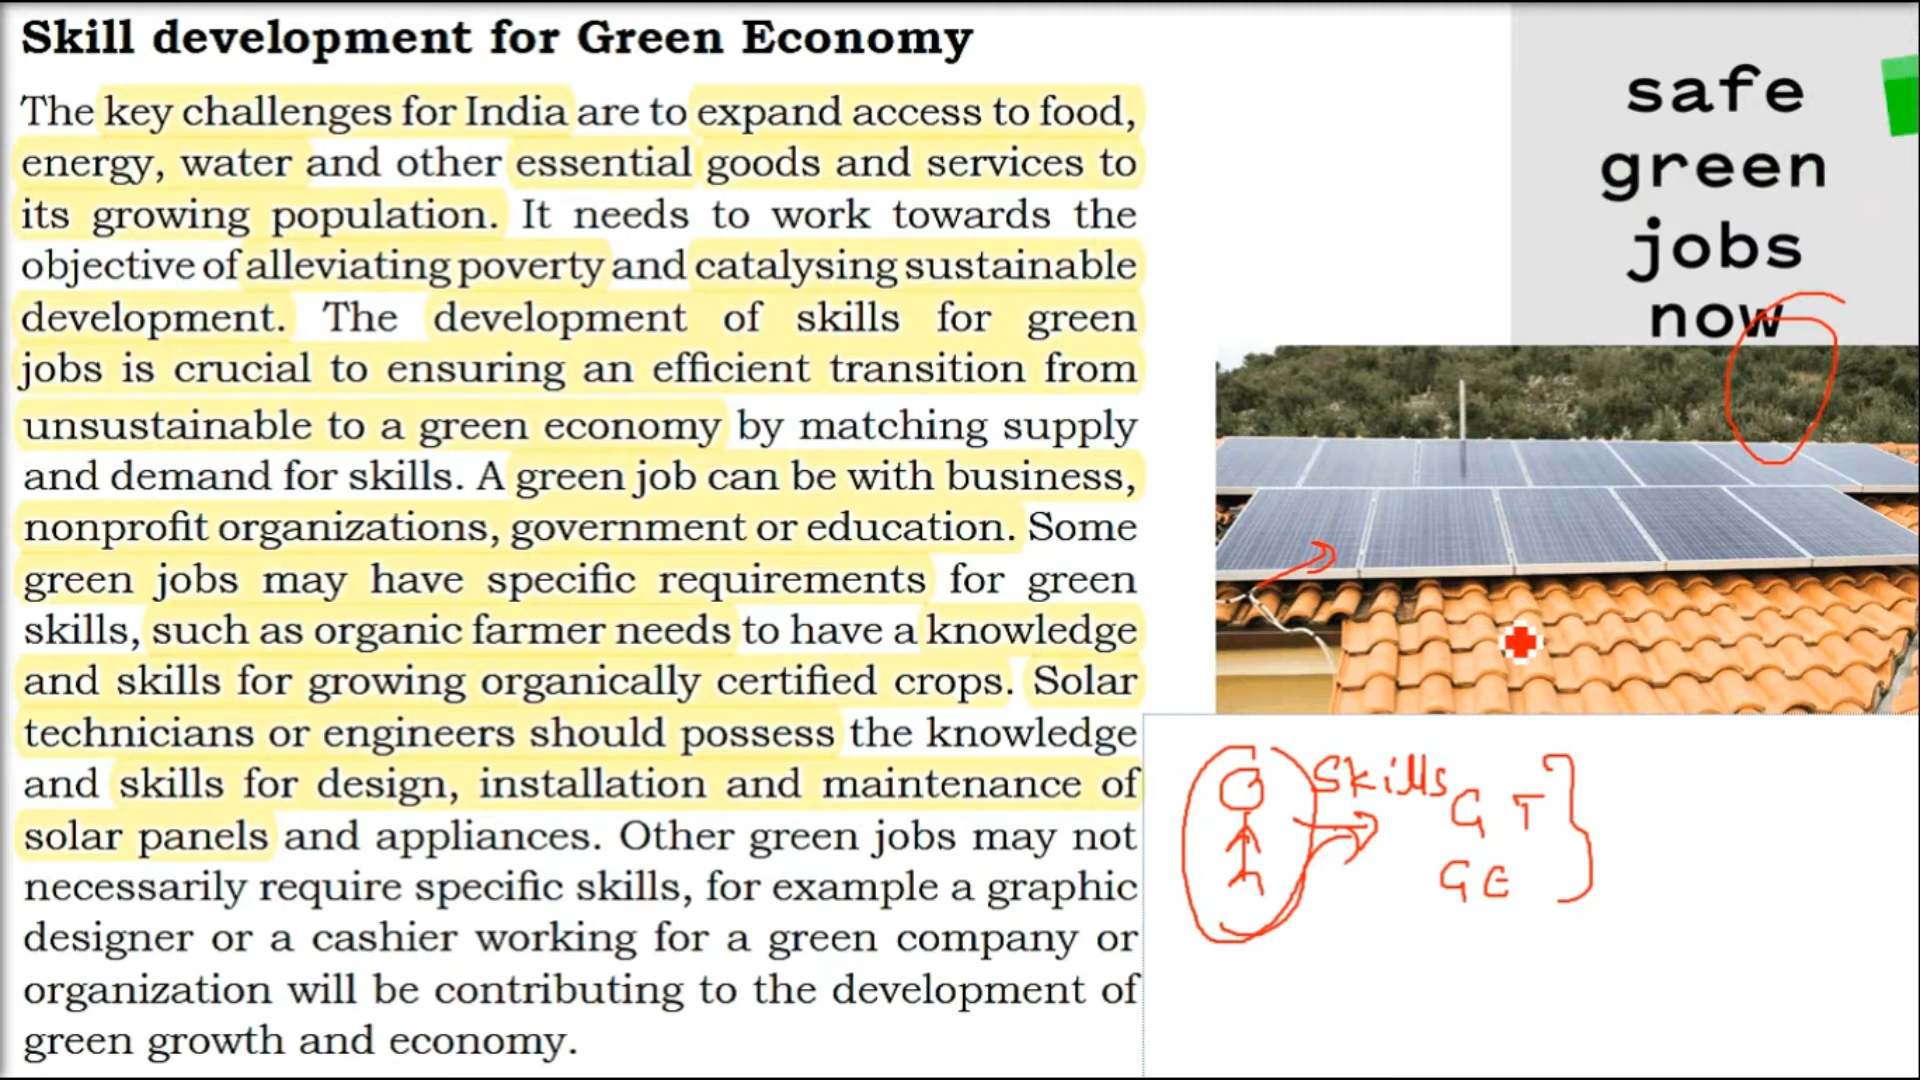 Skill development for Green Economy
The key challenges for India are to expand access to food,
energy, water and other essential goods and services to
its growing population. It needs to work towards the
objective of alleviating poverty and catalysing sustainable
development. The development of skills for green
jobs is crucial to ensuring an efficient transition from
unsustainable to a green economy by matching supply
and demand for skills. A green job can be with business,
nonprofit organizations, government or education. Some
green jobs may have specific requirements for green
skills, such as organic farmer needs to have a knowledge
and skills for growing organically certified crops. Solar
technicians or engineers should possess the knowledge
and skills for design, installation and maintenance of
solar panels and appliances. Other green jobs may not
necessarily require specific skills, for example a graphic
designer or a cashier working for a green company or
organization will be contributing to the development of
green growth and economy.
safe
green
jobs
now
Skills
G T
G E